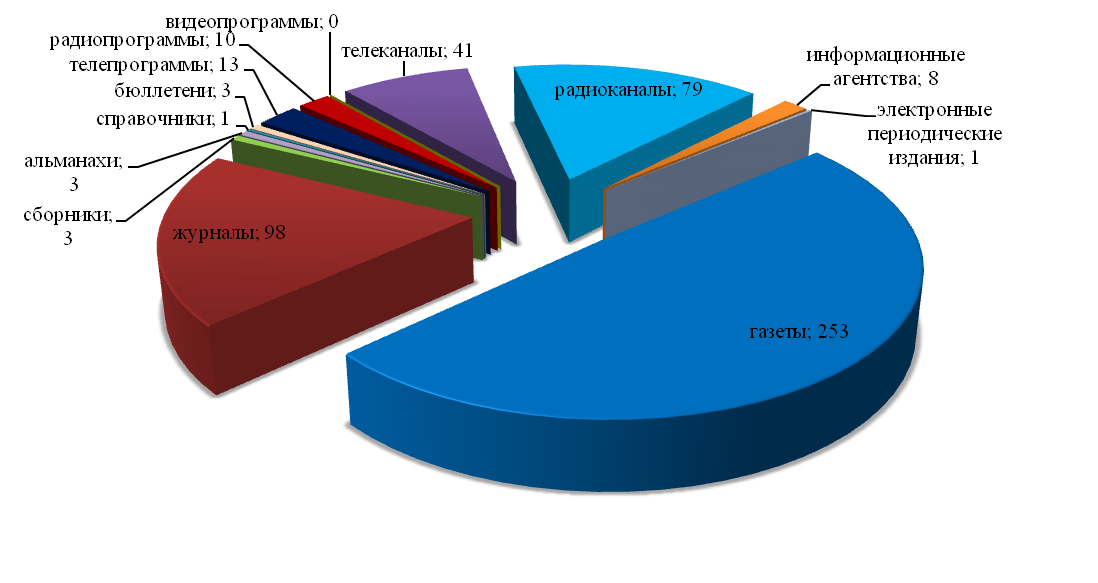 видеопрограммы; 0
радиопрограммы; 10
телепрограммы; 13
бюллетени; 3
справочники; 1
альманахи;
3
сборники;
3
журналы; 98
телеканалы; 41
радиоканалы; 79
информационные
агентства; 8
электронные
периодические
издания; 1
газеты; 253